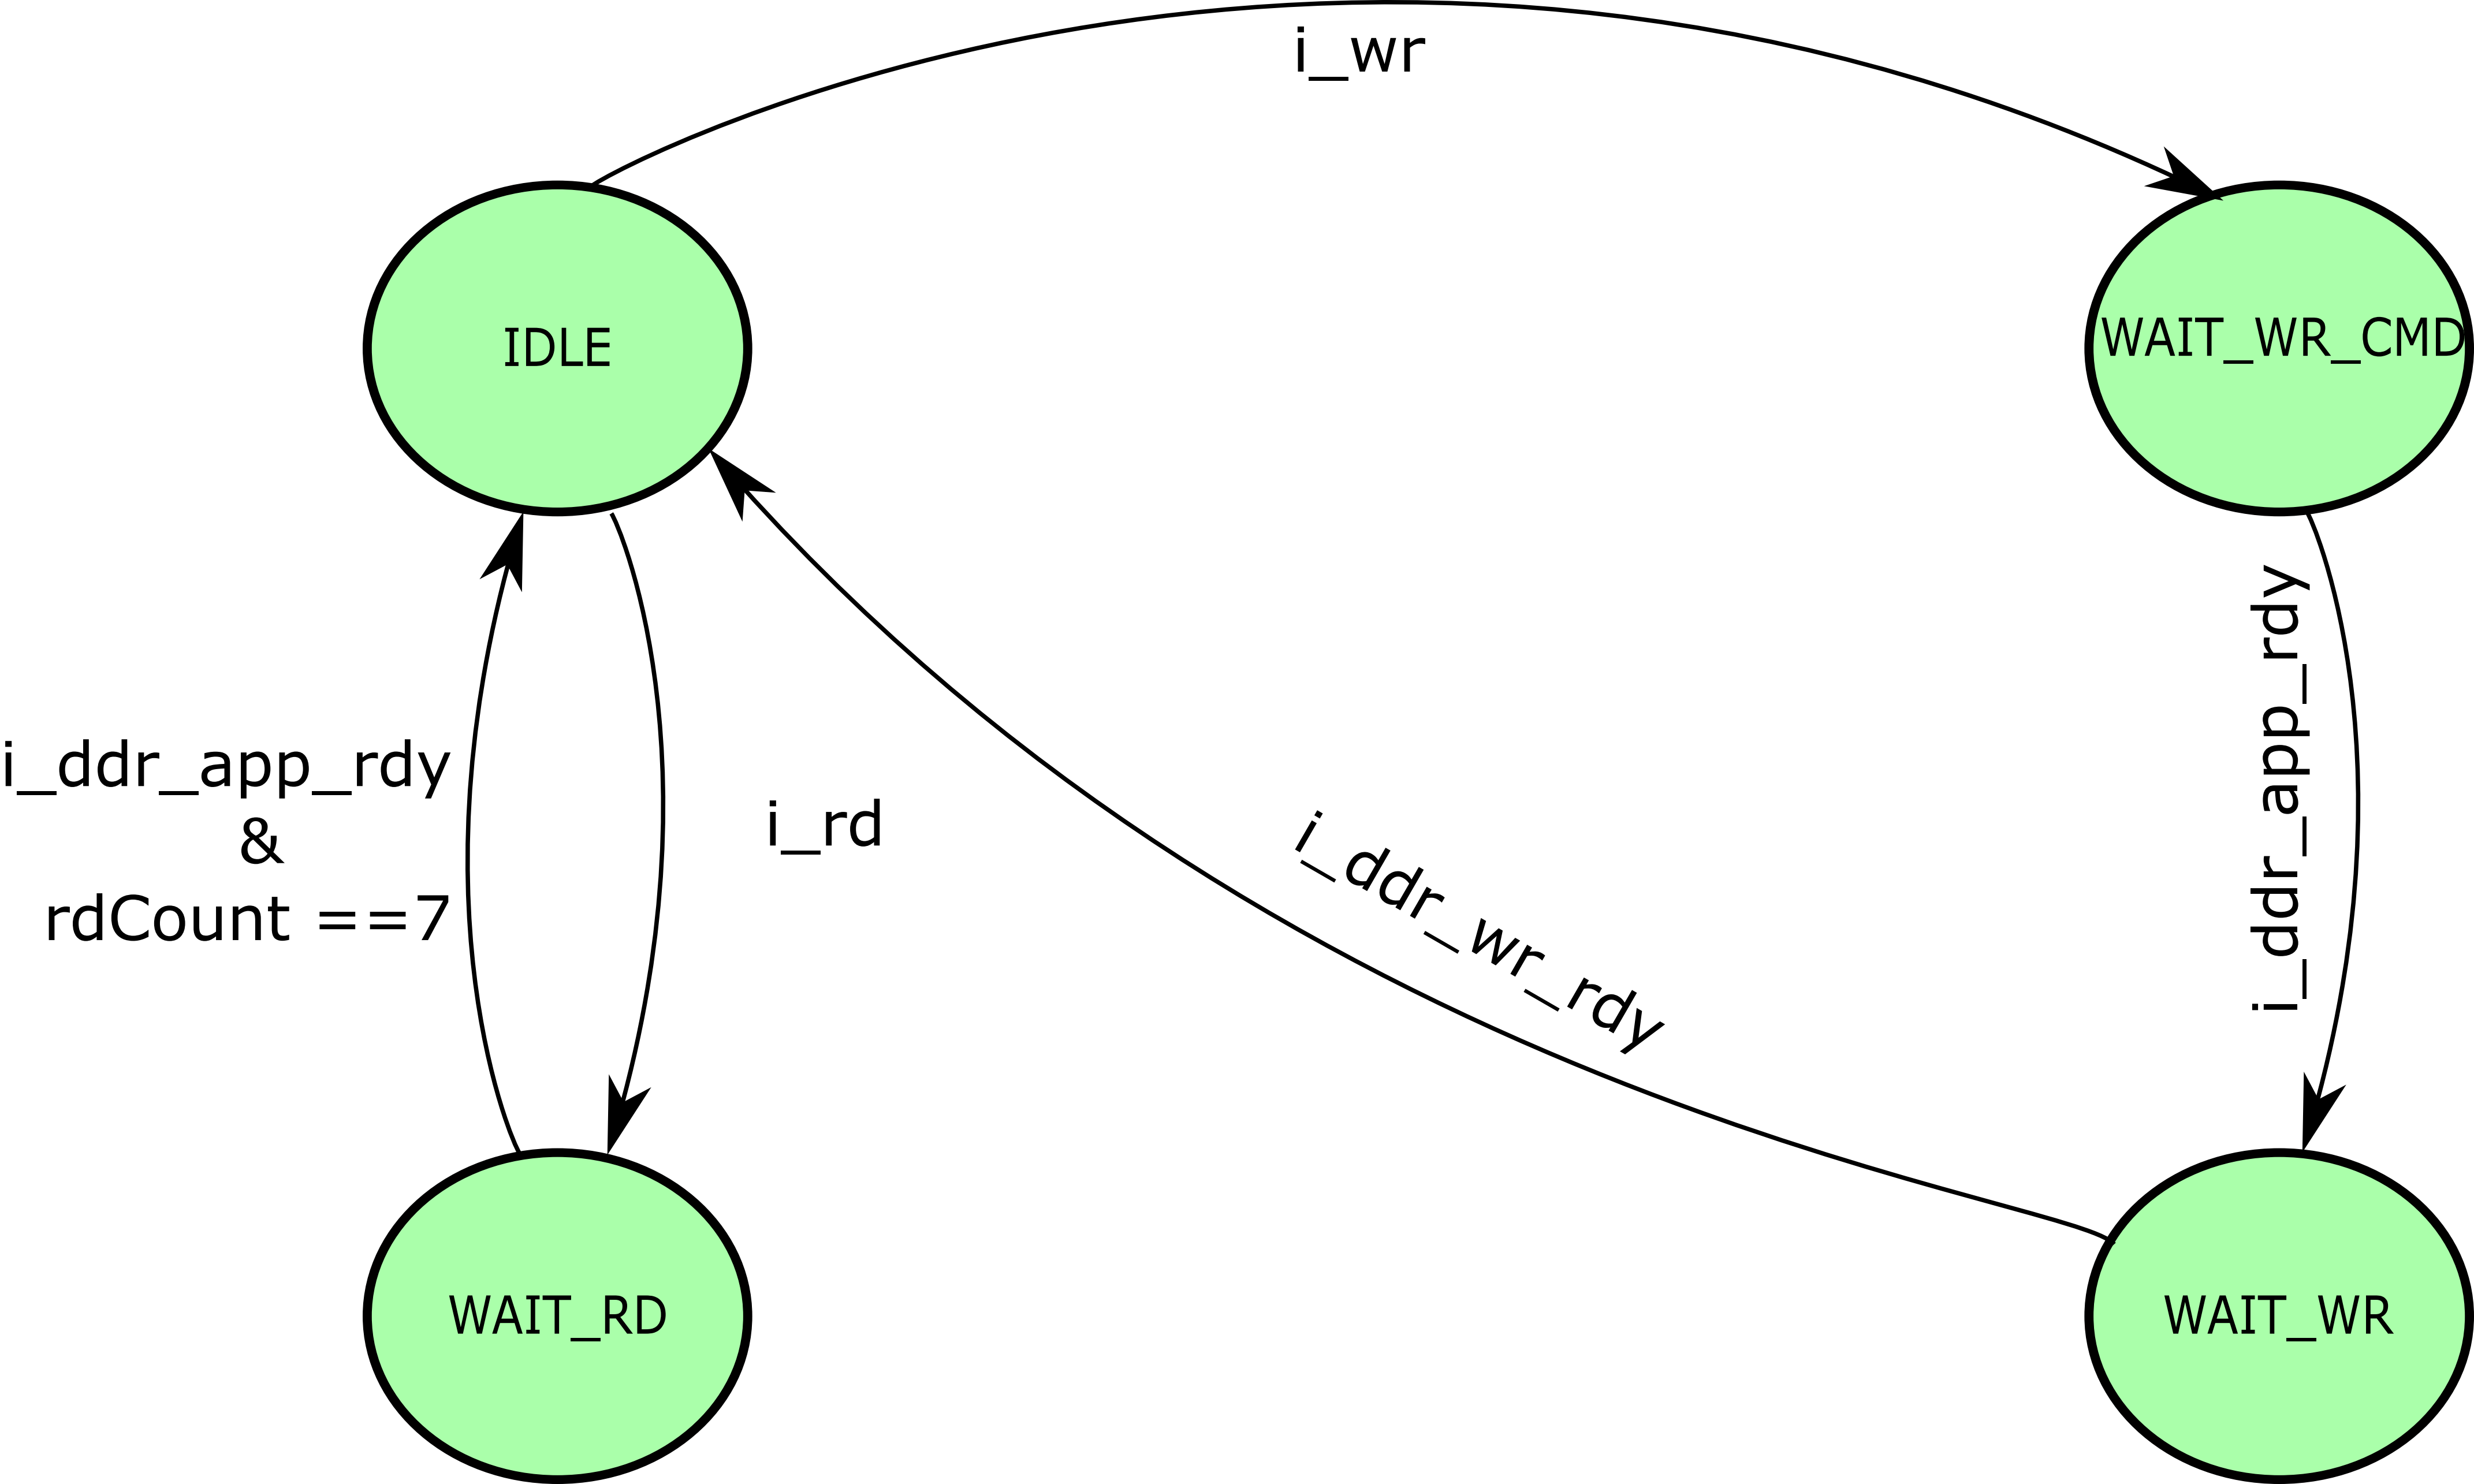 i_wr
IDLE
WAIT_WR_CMD
i_ddr_app_rdy
&
rdCount ==7
i_rd
i_ddr_wr_rdy
i_ddr_app_rdy
WAIT_RD
WAIT_WR